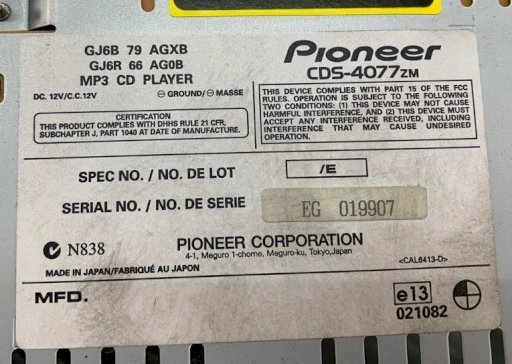 GJ6B 79 AGXB
GJ6R 66 AG0B
MP3 CD PLAYER
DC. 12V/C.C.12V ⊖ GROUND/⊖ MASSE
CERTIFICATION
THIS PRODUCT COMPLIES WITH DHHS RULE 21 CFR,
SUBCHAPTER J, PART 1040 AT DATE OF MANUFACTURE.
Pioneer
CDS-4077ZM
THIS DEVICE COMPLIES WITH PART 15 OF THE FCC
RULES. OPERATION IS SUBJECT TO THE FOLLOWING
TWO CONDITIONS: (1) THIS DEVICE MAY NOT CAUSE
HARMFUL INTERFERENCE, AND (2) THIS DEVICE MUST
ACCEPT ANY INTERFERENCE RECEIVED, INCLUDING
INTERFERENCE THAT MAY CAUSE UNDESIRED
OPERATION.
SPEC NO. / NO. DE LOT /E
SERIAL NO. / NO. DE SERIE EG 019907
N838
PIONEER CORPORATION
4-1, Meguro 1-chome, Meguro-ku, Tokyo,Japan
MADE IN JAPAN/FABRIQUÉ AU JAPON
<CAL8413-D>
MFD.
e13
021082